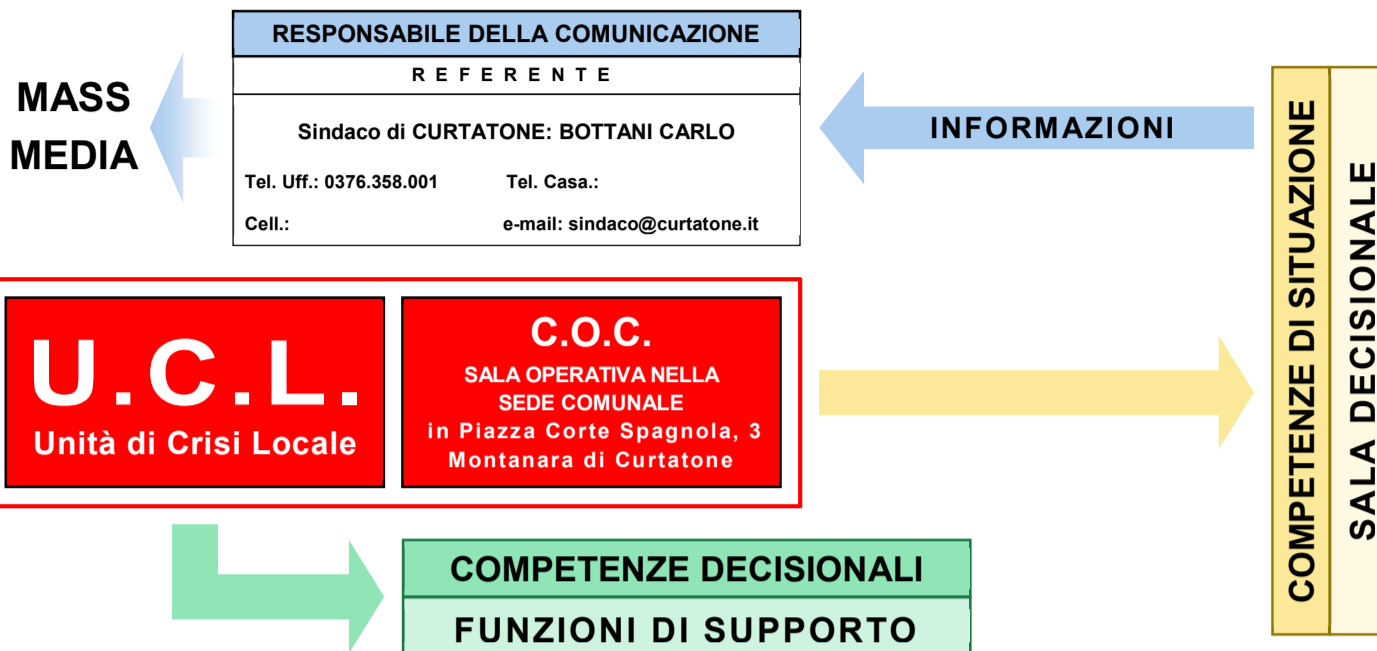 RESPONSABILE DELLA COMUNICAZIONE
R E F E R E N T E
Sindaco di CURTATONE: BOTTANI CARLO
Tel. Uff.: 0376.358.001 Tel. Casa.:
Cell.: e-mail: sindaco@curtatone.it
MASS
MEDIA
INFORMAZIONI
COMPETENZE DI SITUAZIONE
SALA DECISIONALE
U.C.L.
Unità di Crisi Locale
C.O.C.
SALA OPERATIVA NELLA
SEDE COMUNALE
in Piazza Corte Spagnola, 3
Montanara di Curtatone
COMPETENZE DECISIONALI
FUNZIONI DI SUPPORTO